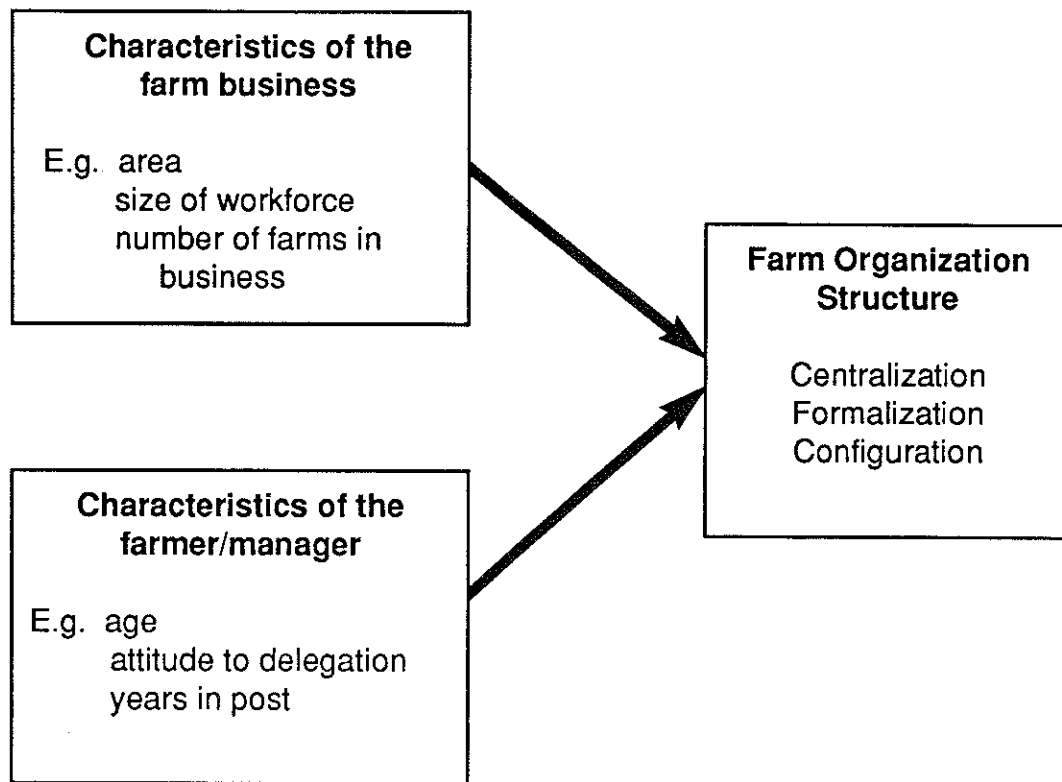 Characteristics of the
farm business
E.g. area
size of workforce
number of farms in
business
Characteristics of the
farmer/manager
E.g. age
attitude to delegation
years in post
Farm Organization
Structure
Centralization
Formalization
Configuration